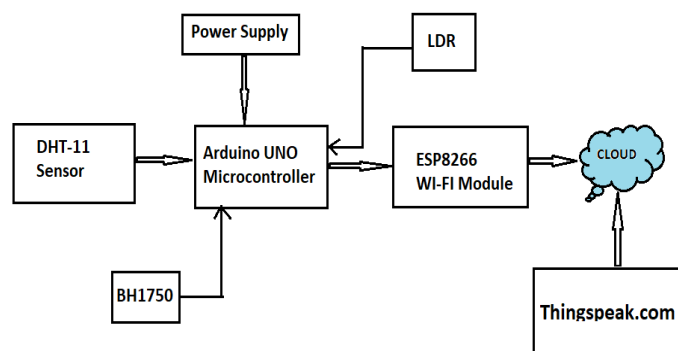 Power Supply
LDR
DHT-11
Sensor
Arduino UNO
Microcontroller
ESP8266
WI-FI Module
CLOUD
BH1750
Thingspeak.com